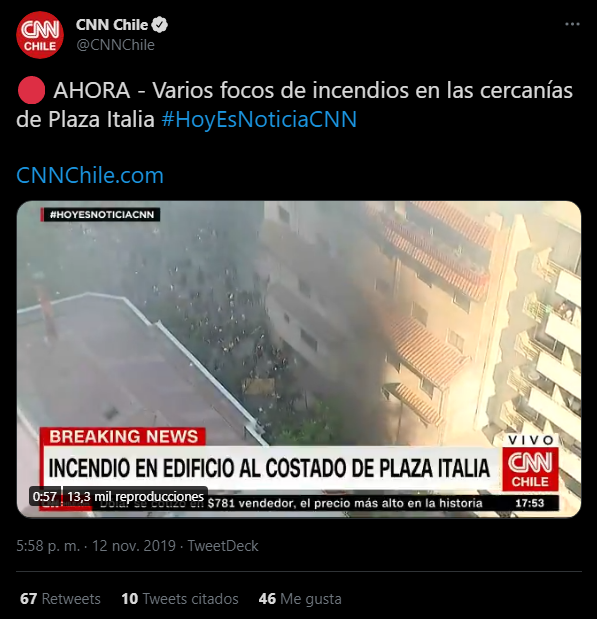 CNN Chile
@CNNChile
AHORA - Varios focos de incendios en las cercanías
de Plaza Italia #HoyEsNoticiaCNN
CNNChile.com
#HOYESNOTICIACNN
BREAKING NEWS
VIVO
INCENDIO EN EDIFICIO AL COSTADO DE PLAZA ITALIA
CNN
CHILE
0:57 13,3 mil reproducciones
$781 vendedor, el precio más alto en la historia
17:53
5:58 p. m. · 12 nov. 2019 · TweetDeck
67 Retweets 10 Tweets citados 46 Me gusta